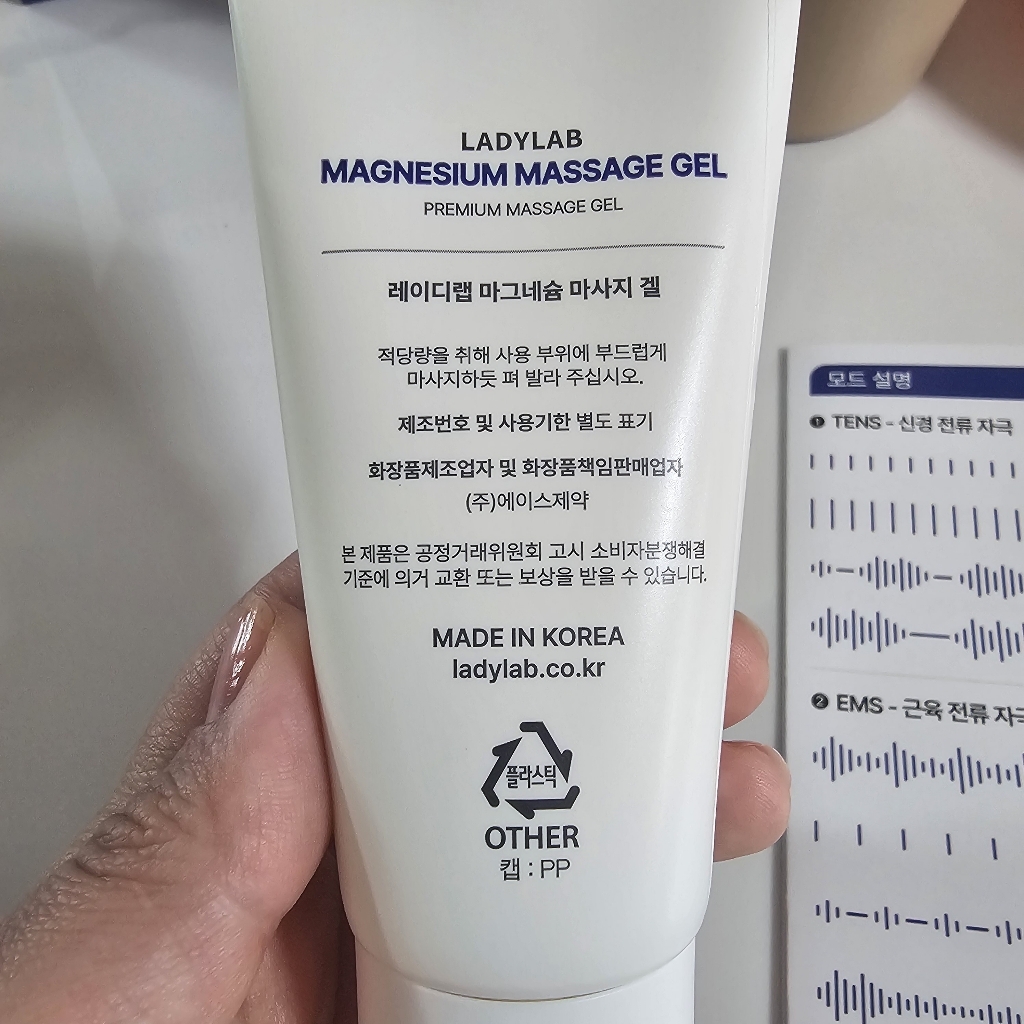 LADYLAB
MAGNESIUM MASSAGE GEL
PREMIUM MASSAGE GEL
레이디랩 마그네슘 마사지 겔
적당량을 취해 사용 부위에 부드럽게
마사지하듯 펴 발라 주십시오.
제조번호 및 사용기한 별도 표기
화장품제조업자 및 화장품책임판매업자
(주)에이스제약
본 제품은 공정거래위원회 고시 소비자분쟁해결
기준에 의거 교환 또는 보상을 받을 수 있습니다.
MADE IN KOREA
ladylab.co.kr
플라스틱
OTHER
캡 : PP
모드 설명
❶ TENS - 신경 전류 자극
❷ EMS - 근육 전류 자극